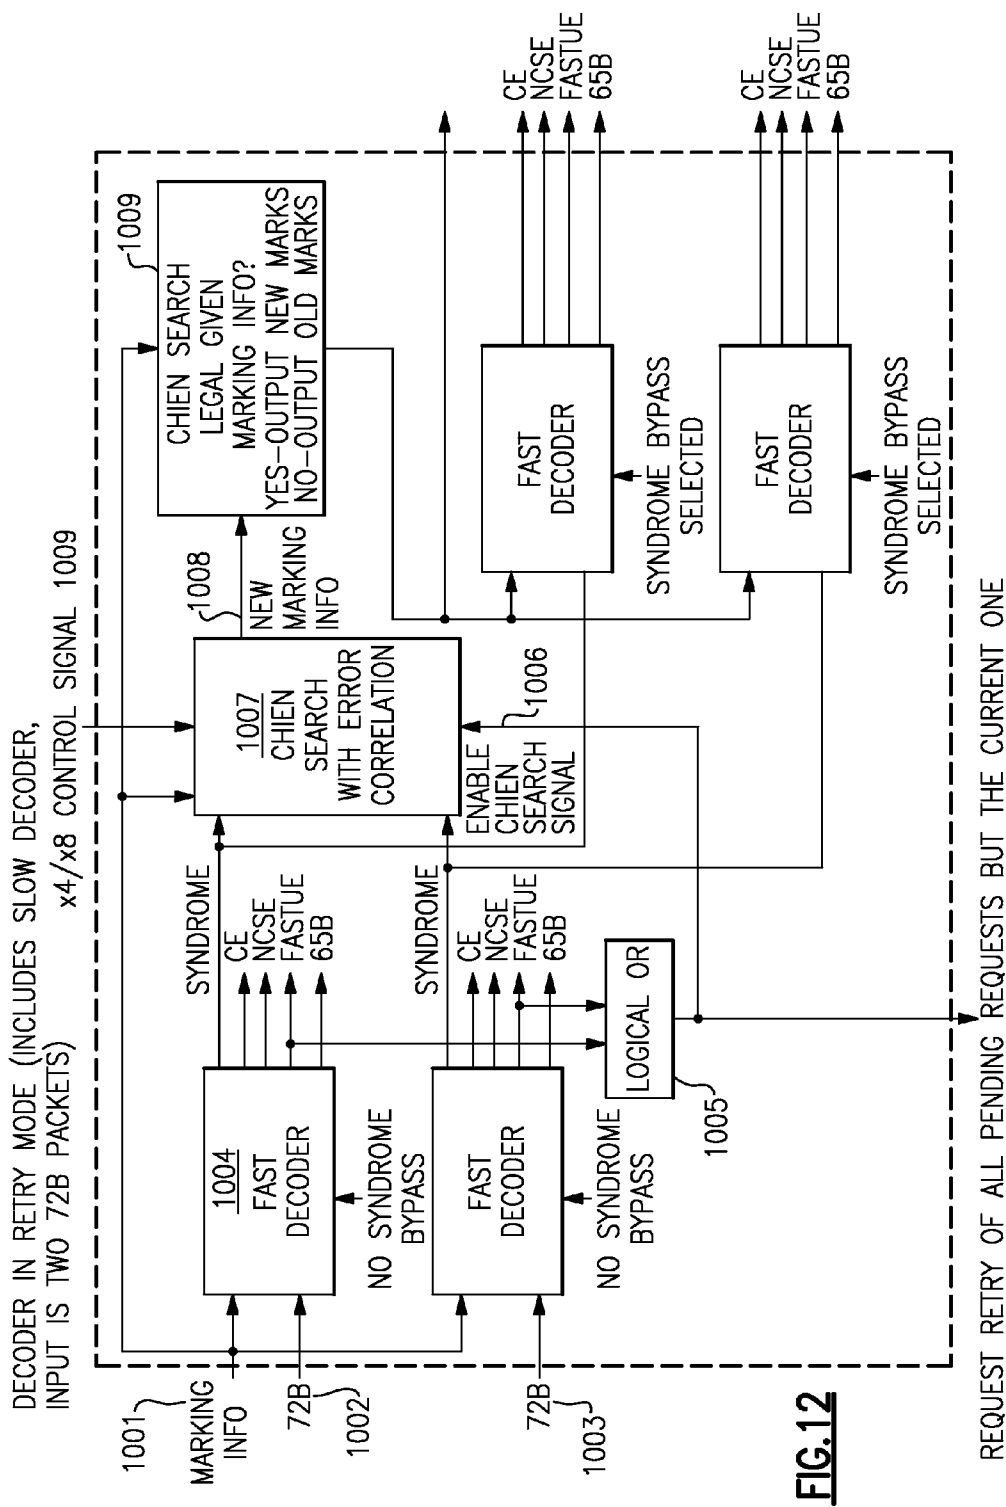 DECODER IN RETRY MODE (INCLUDES SLOW DECODER,
INPUT IS TWO 72B PACKETS)
x4/x8 CONTROL SIGNAL 1009
1001
MARKING
INFO
72B
1002
72B
1003
1004
FAST
DECODER
NO SYNDROME
BYPASS
SYNDROME
CE
NCSE
FASTUE
65B
FAST
DECODER
NO SYNDROME
BYPASS
SYNDROME
CE
NCSE
FASTUE
65B
LOGICAL OR
1005
1007
CHIEN
SEARCH
WITH ERROR
CORRELATION
ENABLE
CHIEN
SEARCH
SIGNAL
1006
1008
NEW
MARKING
INFO
1009
CHIEN SEARCH
LEGAL GIVEN
MARKING INFO?
YES-OUTPUT NEW MARKS
NO-OUTPUT OLD MARKS
FAST
DECODER
SYNDROME BYPASS
SELECTED
CE
NCSE
FASTUE
65B
FAST
DECODER
SYNDROME BYPASS
SELECTED
CE
NCSE
FASTUE
65B
REQUEST RETRY OF ALL PENDING REQUESTS BUT THE CURRENT ONE
FIG.12